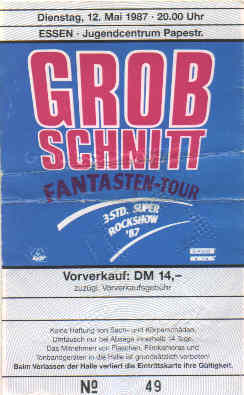 Dienstag, 12. Mai 1987 · 20.00 Uhr
ESSEN · Jugendcentrum Papestr.
GROB
SCHNITT
FANTASTEN-TOUR
3STD. SUPER
ROCKSHOW
'87
Vorverkauf: DM 14,–
zuzügl. Vorverkaufsgebühr
Keine Haftung von Sach- und Körperschäden.
Umtausch nur bei Absage innerhalb 14 Tage.
Das Mitnehmen von Flaschen, Filmkameras und
Tonbandgeräten in die Halle ist grundsätzlich verboten!
Beim Verlassen der Halle verliert die Eintrittskarte ihre Gültigkeit.
No 49